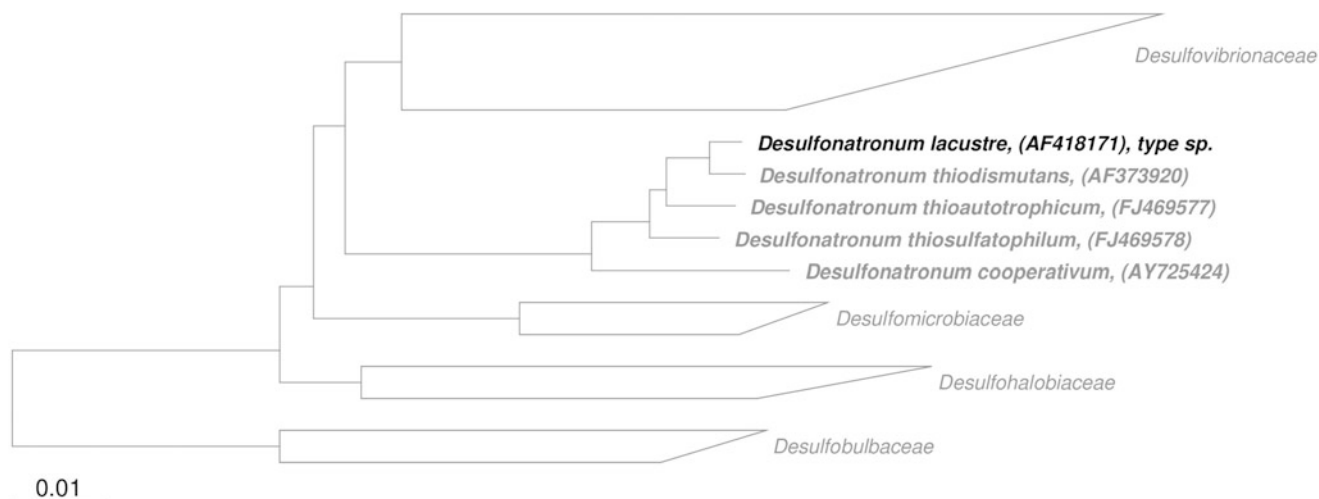 Desulfovibrionaceae
Desulfonatronum lacustre, (AF418171), type sp.
Desulfonatronum thiodismutans, (AF373920)
Desulfonatronum thioautotrophicum, (FJ469577)
Desulfonatronum thiosulfatophilum, (FJ469578)
Desulfonatronum cooperativum, (AY725424)
Desulfomicrobiaceae
Desulfohalobiaceae
Desulfobulbaceae
0.01